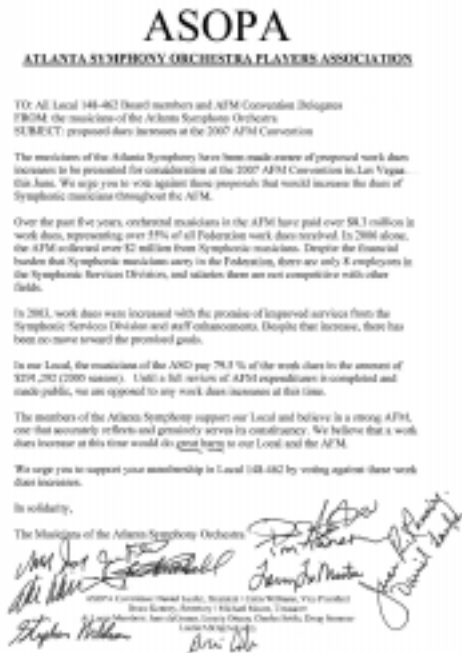 ASOPA
ATLANTA SYMPHONY ORCHESTRA PLAYERS ASSOCIATION
TO: All Local 148-462 Board members and AFM Convention Delegates
FROM: the musicians of the Atlanta Symphony Orchestra
SUBJECT: proposed dues increases at the 2007 AFM Convention
The musicians of the Atlanta Symphony have been made aware of proposed work dues
increases to be presented for consideration at the 2007 AFM Convention in Las Vegas
this June. We urge you to vote against those proposals that would increase the dues of
Symphonic musicians throughout the AFM.
Over the past five years, orchestral musicians in the AFM have paid over $8.3 million in
work dues, representing over 55% of all Federation work dues received. In 2006 alone,
the AFM collected over $2 million from Symphonic musicians. Despite the financial
burden that Symphonic musicians carry in the Federation, there are only 8 employees in
the Symphonic Services Division, and salaries there are not competitive with other
fields.
In 2003, work dues were increased with the promise of improved services from the
Symphonic Services Division and staff enhancements. Despite that increase, there has
been no move toward the promised goals.
In our Local, the musicians of the ASO pay 79.5 % of the work dues in the amount of
Until a full review of AFM expenditures is completed and
made public, we are opposed to any work dues increases at this time.
The members of the Atlanta Symphony support our Local and believe in a strong AFM,
one that accurately reflects and genuinely serves its constituency. We believe that a work
dues increase at this time would do great harm to our Local and the AFM.
We urge you to support your membership in Local 148-462 by voting against these work
dues increases.
In solidarity,
The Musicians of the Atlanta Symphony Orchestra
ASOPA Committee: Daniel Laufer, President Vice-President
Secretary Michael Moore, Treasurer